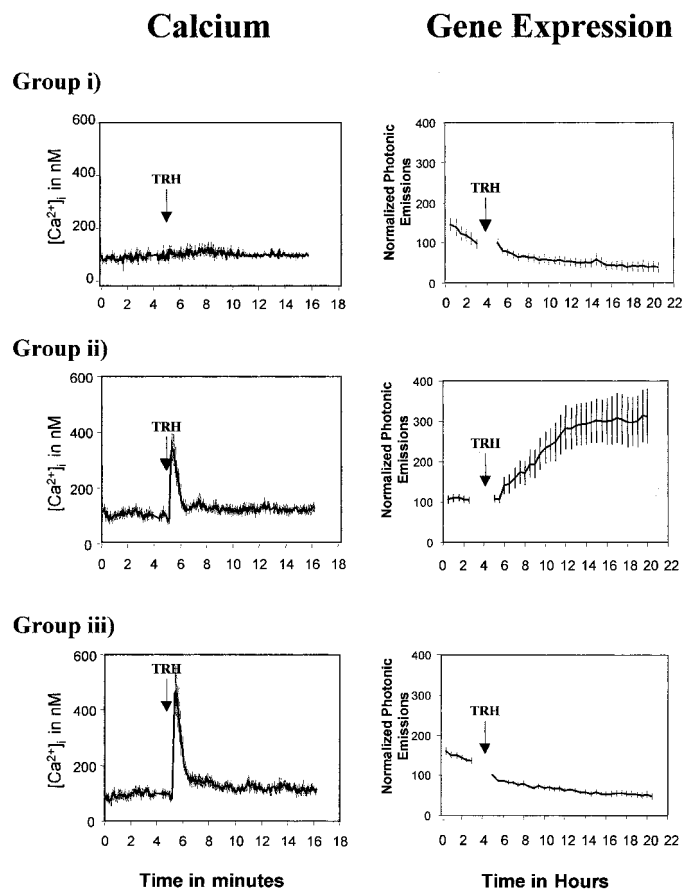 Calcium
Gene Expression
Group i)
600
400
200
0
[Ca²⁺]ᵢ in nM
TRH
0 2 4 6 8 10 12 14 16 18
400
300
200
100
0
Normalized Photonic
Emissions
TRH
0 2 4 6 8 10 12 14 16 18 20 22
Group ii)
600
400
200
0
[Ca²⁺]ᵢ in nM
TRH
0 2 4 6 8 10 12 14 16 18
400
300
200
100
0
Normalized Photonic
Emissions
TRH
0 2 4 6 8 10 12 14 16 18 20 22
Group iii)
600
400
200
0
[Ca²⁺]ᵢ in nM
TRH
0 2 4 6 8 10 12 14 16 18
Time in minutes
400
300
200
100
0
Normalized Photonic
Emissions
TRH
0 2 4 6 8 10 12 14 16 18 20 22
Time in Hours